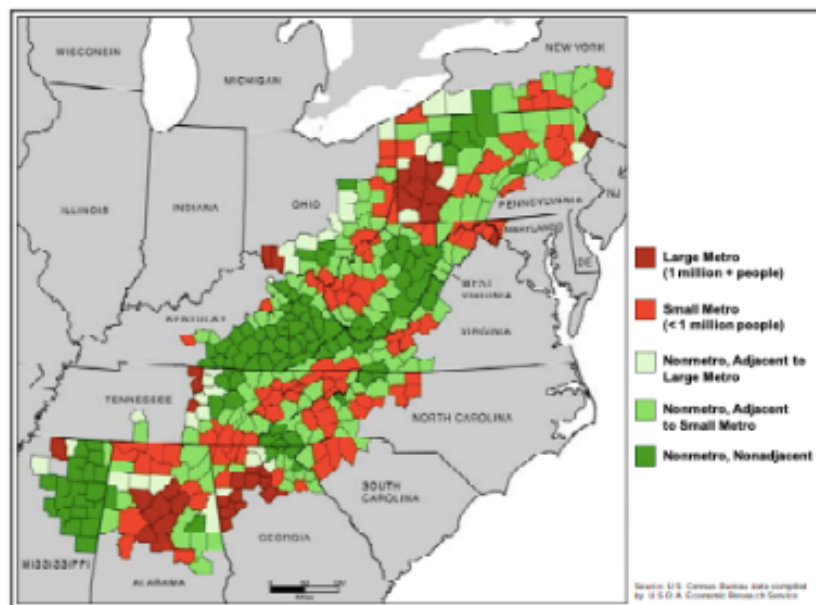 WISCONSIN
NEW YORK
MICHIGAN
ILLINOIS
INDIANA
OHIO
PENNSYLVANIA
NJ
MARYLAND
DE
WEST
VIRGINIA
KENTUCKY
VIRGINIA
TENNESSEE
NORTH CAROLINA
SOUTH
CAROLINA
GEORGIA
MISSISSIPPI
ALABAMA
Large Metro
(1 million + people)
Small Metro
(< 1 million people)
Nonmetro, Adjacent to
Large Metro
Nonmetro, Adjacent
to Small Metro
Nonmetro, Nonadjacent
Source: U.S. Census Bureau data compiled
by U.S.D.A. Economic Research Service